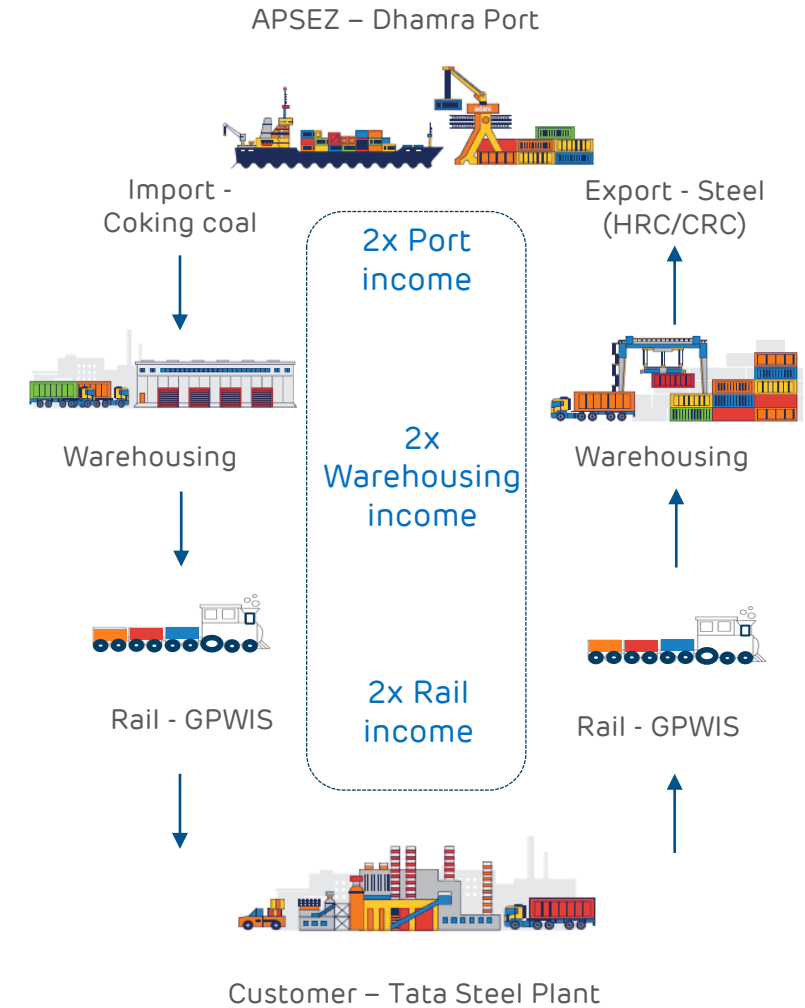 APSEZ – Dhamra Port
adani
Import -
Coking coal
Export - Steel
(HRC/CRC)
2x Port
income
Warehousing
2x
Warehousing
income
Warehousing
Rail - GPWIS
2x Rail
income
Rail - GPWIS
Customer – Tata Steel Plant